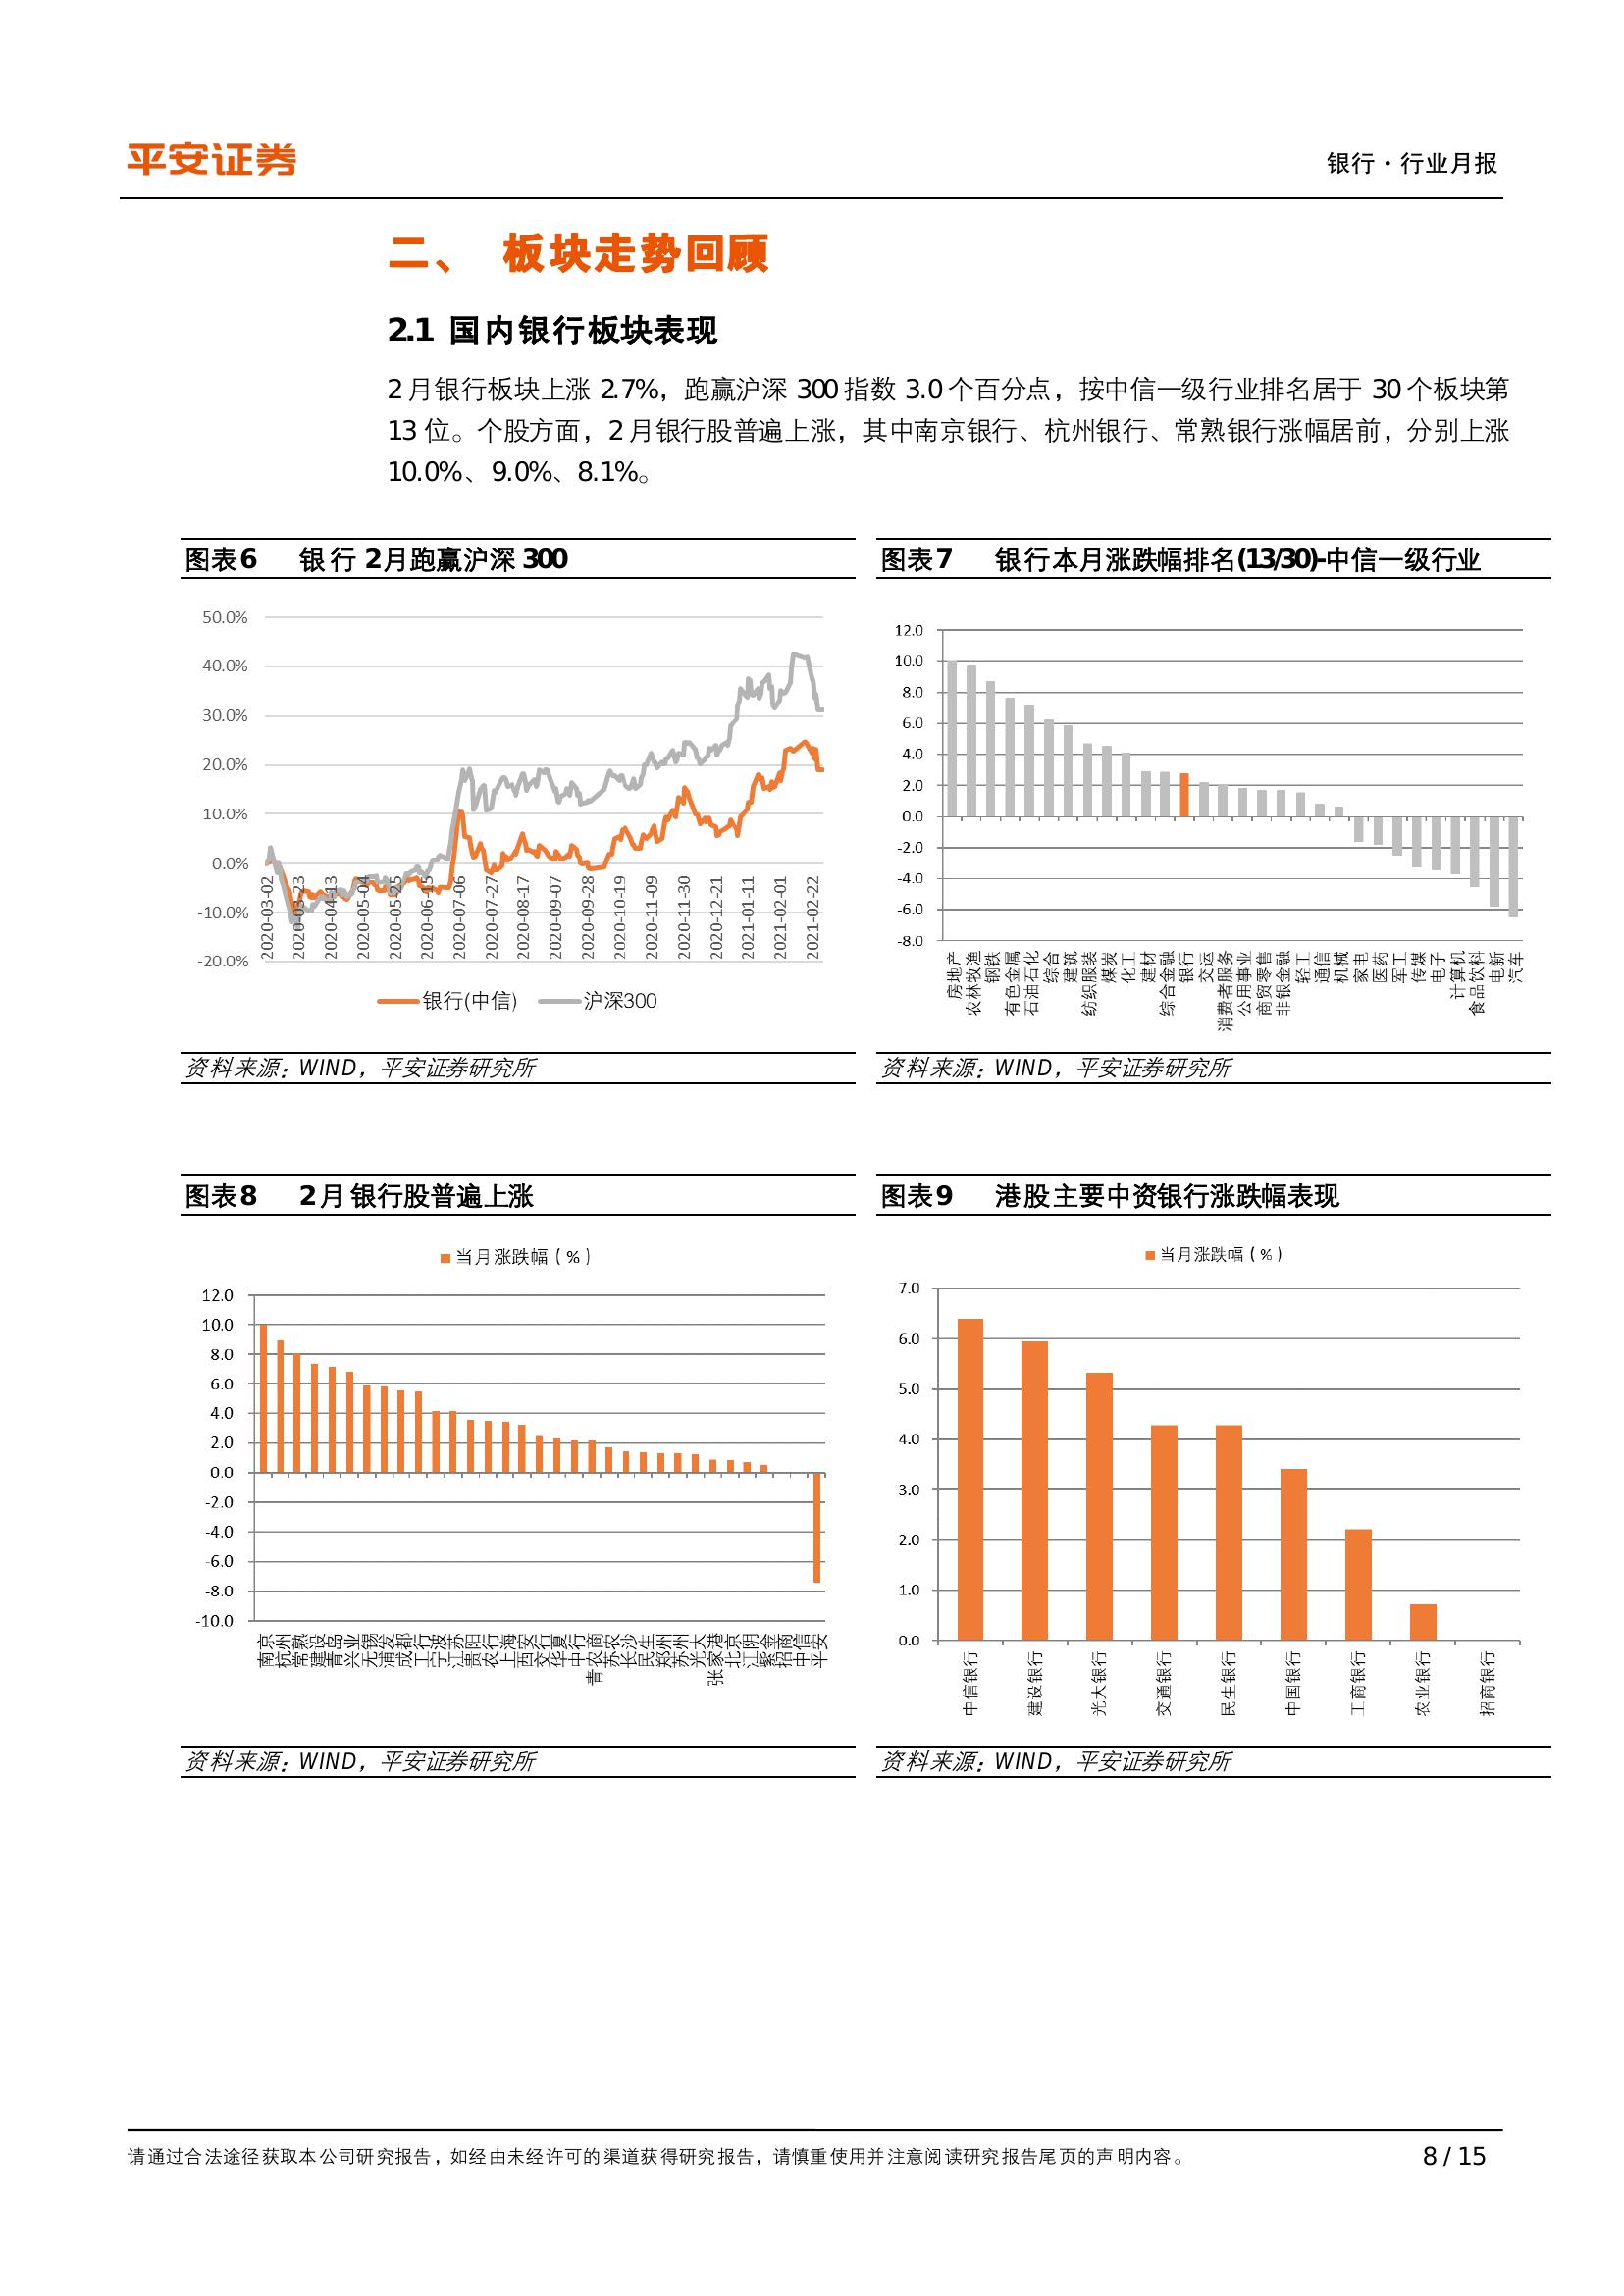 平安证券
银行·行业月报
二、 板块走势回顾
2.1 国内银行板块表现
2月银行板块上涨 2.7%，跑赢沪深 300 指数 3.0 个百分点，按中信一级行业排名居于 30 个板块第
13 位。个股方面，2 月银行股普遍上涨，其中南京银行、杭州银行、常熟银行涨幅居前，分别上涨
10.0%、9.0%、8.1%。
图表6 银行 2月跑赢沪深 300
50.0%
40.0%
30.0%
20.0%
10.0%
0.0%
-10.0%
-20.0%
2020-03-02
2020-03-23
2020-04-13
2020-05-04
2020-05-25
2020-06-15
2020-07-06
2020-07-27
2020-08-17
2020-09-07
2020-09-28
2020-10-19
2020-11-09
2020-11-30
2020-12-21
2021-01-11
2021-02-01
2021-02-22
银行(中信)
沪深300
资料来源：WIND，平安证券研究所
图表7 银行本月涨跌幅排名(13/30)-中信一级行业
12.0
10.0
8.0
6.0
4.0
2.0
0.0
-2.0
-4.0
-6.0
-8.0
房地产
农林牧渔
钢铁
有色金属
石油石化
综合
建筑
纺织服装
煤炭
化工
建材
综合金融
银行
交运
消费者服务
公用事业
商贸零售
非银金融
轻工
通信
机械
家电
医药
军工
传媒
电子
计算机
食品饮料
电新
汽车
资料来源：WIND，平安证券研究所
图表8 2月银行股普遍上涨
当月涨跌幅（%）
12.0
10.0
8.0
6.0
4.0
2.0
0.0
-2.0
-4.0
-6.0
-8.0
-10.0
南京
杭州
常熟
建设
青岛
兴业
无锡
浦发
成都
工行
宁波
江苏
贵阳
农行
上海
西安
交行
华夏
中行
青农商
苏农
长沙
民生
郑州
苏州
光大
张家港
北京
江阴
紫金
招商
中信
平安
资料来源：WIND，平安证券研究所
图表9 港股主要中资银行涨跌幅表现
当月涨跌幅（%）
7.0
6.0
5.0
4.0
3.0
2.0
1.0
0.0
中信银行
建设银行
光大银行
交通银行
民生银行
中国银行
工商银行
农业银行
招商银行
资料来源：WIND，平安证券研究所
请通过合法途径获取本公司研究报告，如经由未经许可的渠道获得研究报告，请慎重使用并注意阅读研究报告尾页的声明内容。
8 / 15